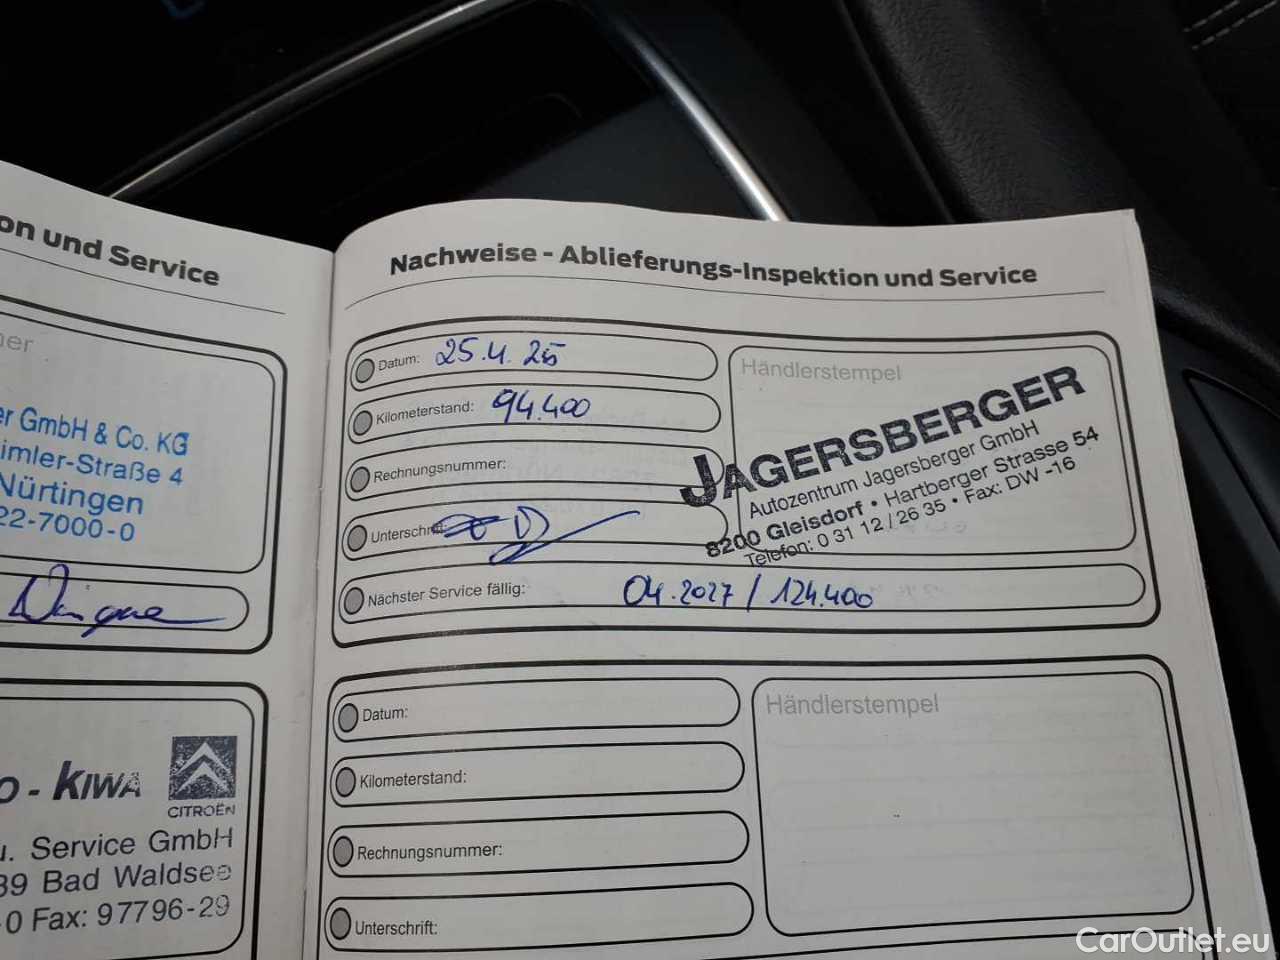 on und Service
ner
er GmbH & Co. KG
imler-Straße 4
Nürtingen
22-7000-0
o - KIWA
CITROËN
u. Service GmbH
39 Bad Waldsee
-0 Fax: 97796-29
Nachweise - Ablieferungs-Inspektion und Service
Datum: 25.4.25
Kilometerstand: 94.400
Rechnungsnummer:
Unterschrift:
Nächster Service fällig: 04.2027 / 124.400
Händlerstempel
JAGERSBERGER
Autozentrum Jagersberger GmbH
8200 Gleisdorf • Hartberger Strasse 54
Telefon: 0 31 12 / 26 35 • Fax: DW -16
Datum:
Kilometerstand:
Rechnungsnummer:
Unterschrift:
Händlerstempel
CarOutlet.eu